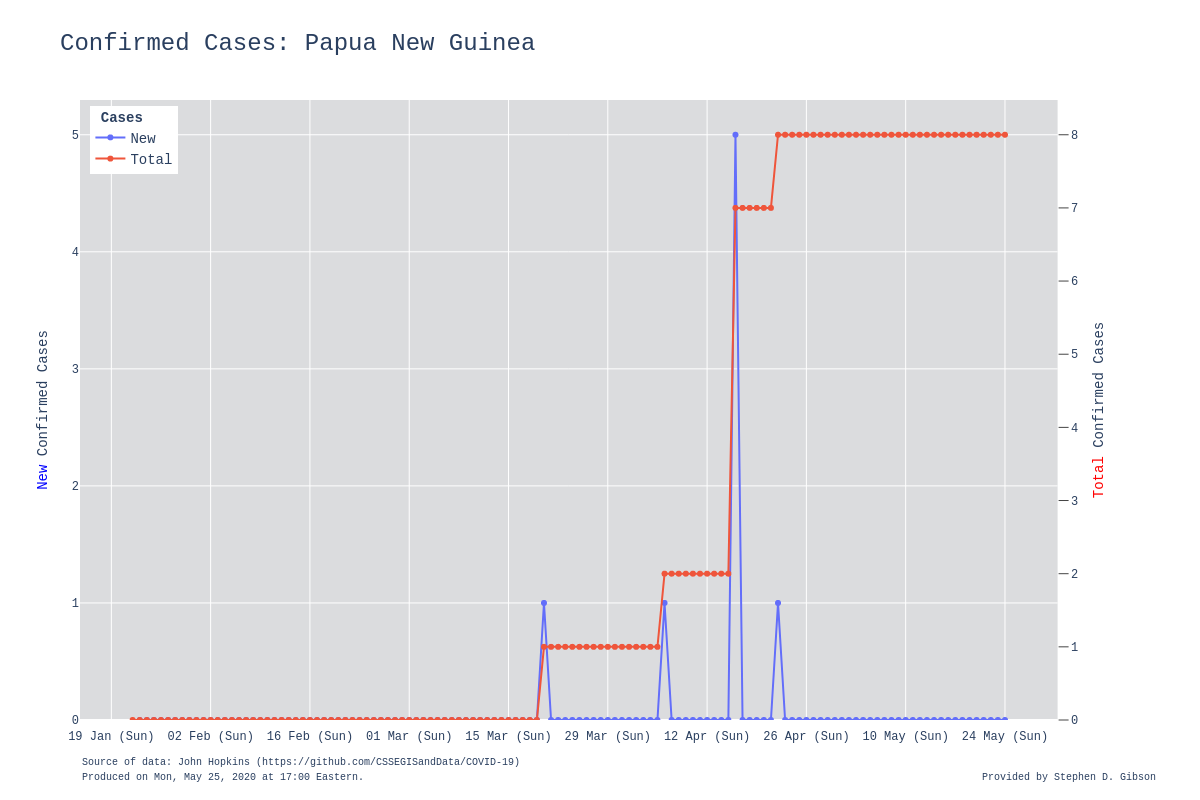 Confirmed Cases: Papua New Guinea
Cases
New
Total
5
4
3
2
1
0
New Confirmed Cases
8
7
6
5
4
3
2
1
0
Total Confirmed Cases
19 Jan (Sun) 02 Feb (Sun) 16 Feb (Sun) 01 Mar (Sun) 15 Mar (Sun) 29 Mar (Sun) 12 Apr (Sun) 26 Apr (Sun) 10 May (Sun) 24 May (Sun)
Source of data: John Hopkins (https://github.com/CSSEGISandData/COVID-19)
Produced on Mon, May 25, 2020 at 17:00 Eastern.
Provided by Stephen D. Gibson